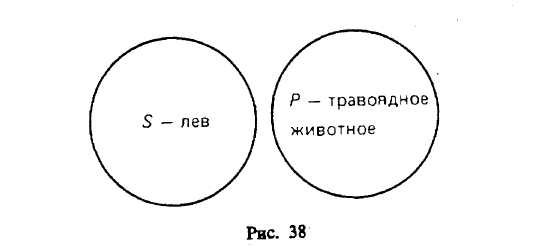 S – лев
P – травоядное
животное
Рис. 38